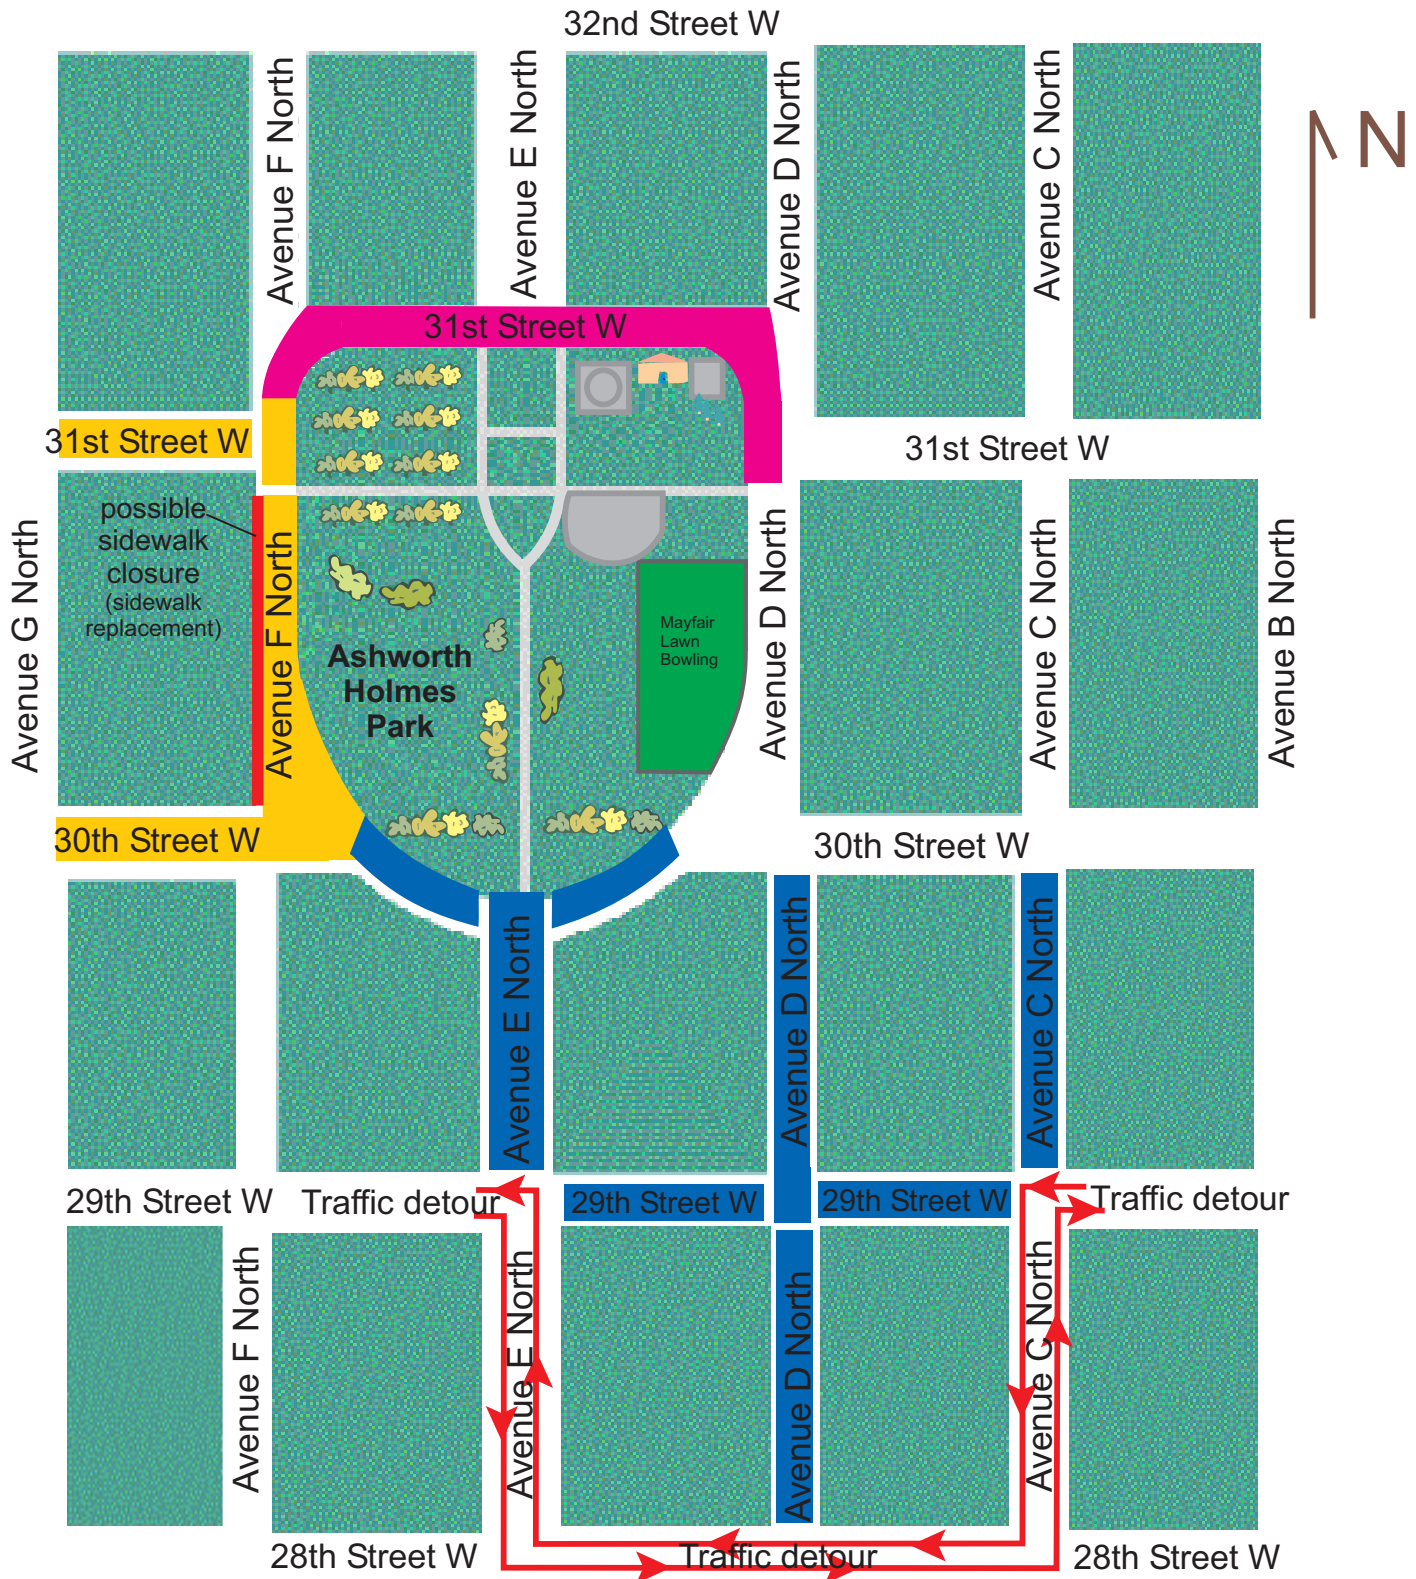 32nd Street W
Avenue F North
Avenue E North
Avenue D North
Avenue C North
N
31st Street W
31st Street W
31st Street W
possible
sidewalk
closure
(sidewalk
replacement)
Avenue G North
Avenue F North
Ashworth
Holmes
Park
Mayfair
Lawn
Bowling
Avenue D North
Avenue C North
Avenue B North
30th Street W
30th Street W
Avenue E North
Avenue D North
Avenue C North
29th Street W
Traffic detour
29th Street W
29th Street W
Traffic detour
Avenue F North
Avenue E North
Avenue D North
Avenue C North
28th Street W
Traffic detour
28th Street W